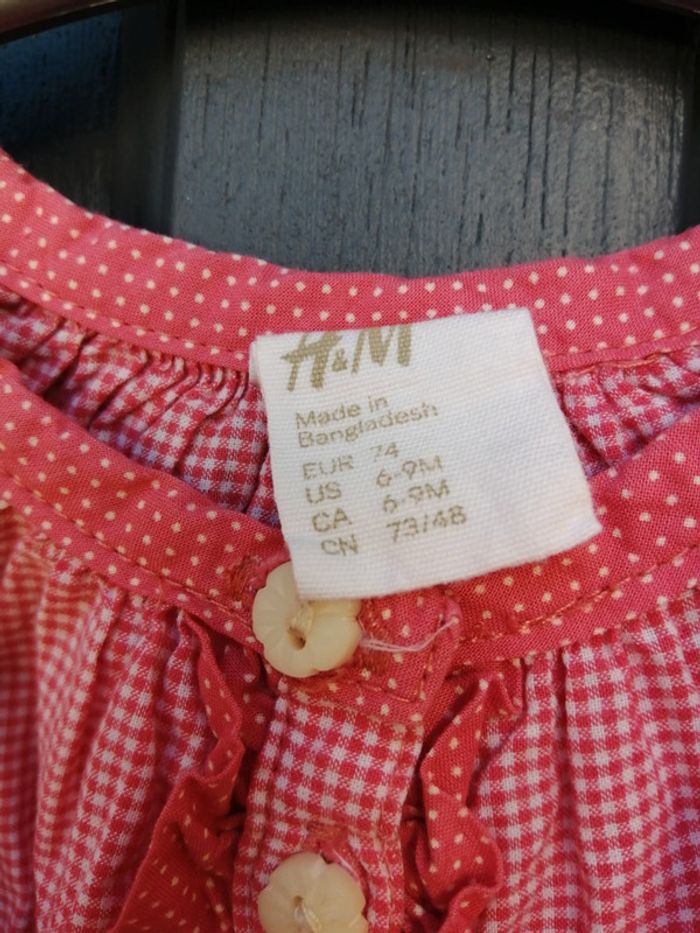 H&M
Made in
Bangladesh
EUR 74
US 6-9M
CA 6-9M
CN 73/48